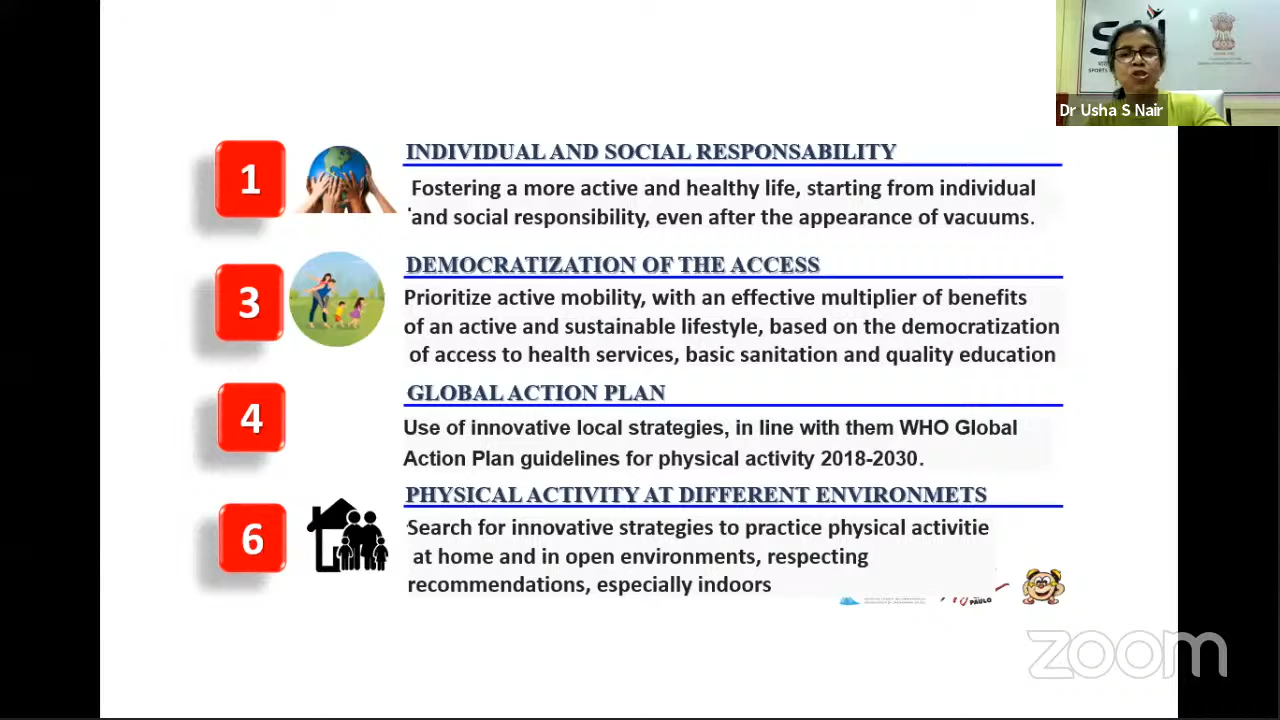 Dr Usha S Nair
1
INDIVIDUAL AND SOCIAL RESPONSABILITY
Fostering a more active and healthy life, starting from individual
and social responsibility, even after the appearance of vacuums.
3
DEMOCRATIZATION OF THE ACCESS
Prioritize active mobility, with an effective multiplier of benefits
of an active and sustainable lifestyle, based on the democratization
of access to health services, basic sanitation and quality education
4
GLOBAL ACTION PLAN
Use of innovative local strategies, in line with them WHO Global
Action Plan guidelines for physical activity 2018-2030.
6
PHYSICAL ACTIVITY AT DIFFERENT ENVIRONMETS
Search for innovative strategies to practice physical activitie
at home and in open environments, respecting
recommendations, especially indoors
PAULO
zoom